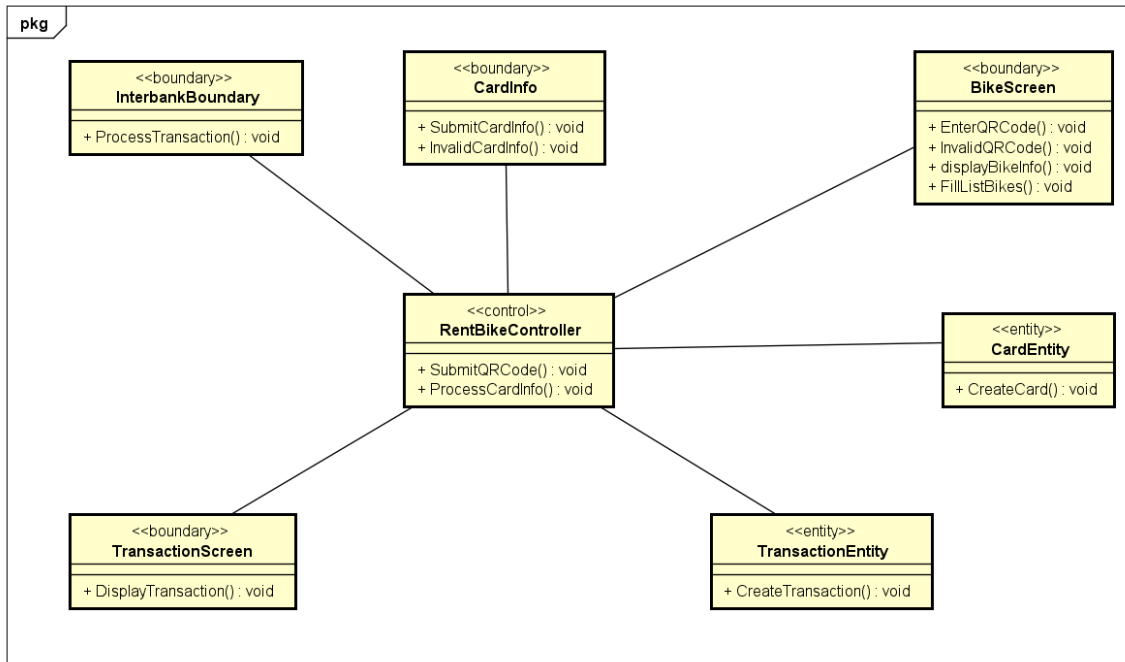 pkg
<<boundary>>
InterbankBoundary
+ ProcessTransaction() : void
<<boundary>>
CardInfo
+ SubmitCardInfo() : void
+ InvalidCardInfo() : void
<<boundary>>
BikeScreen
+ EnterQRCode() : void
+ InvalidQRCode() : void
+ displayBikeInfo() : void
+ FillListBikes() : void
<<control>>
RentBikeController
+ SubmitQRCode() : void
+ ProcessCardInfo() : void
<<entity>>
CardEntity
+ CreateCard() : void
<<boundary>>
TransactionScreen
+ DisplayTransaction() : void
<<entity>>
TransactionEntity
+ CreateTransaction() : void